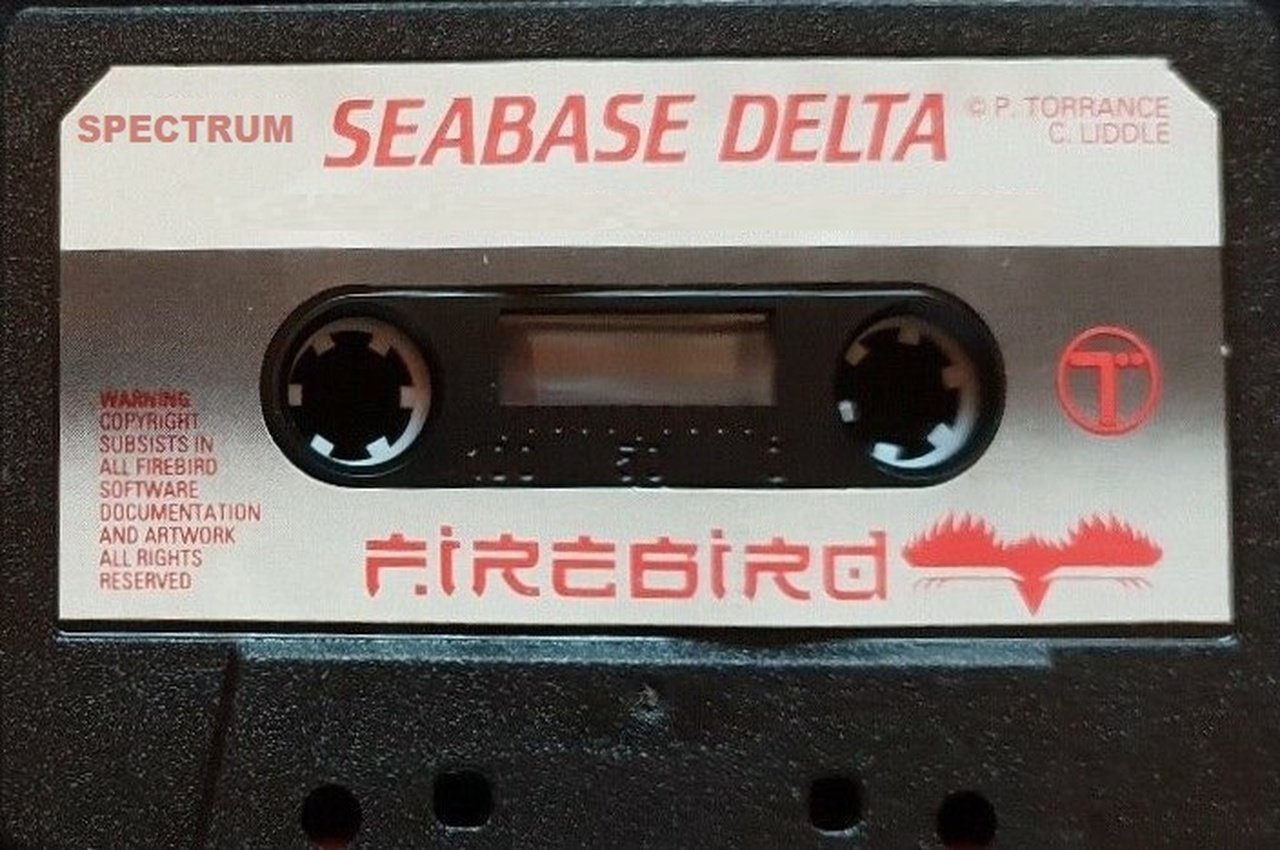 SPECTRUM
SEABASE DELTA
© P. TORRANCE
C. LIDDLE
WARNING
COPYRIGHT
SUBSISTS IN
ALL FIREBIRD
SOFTWARE
DOCUMENTATION
AND ARTWORK
ALL RIGHTS
RESERVED
T
FIREBIRD